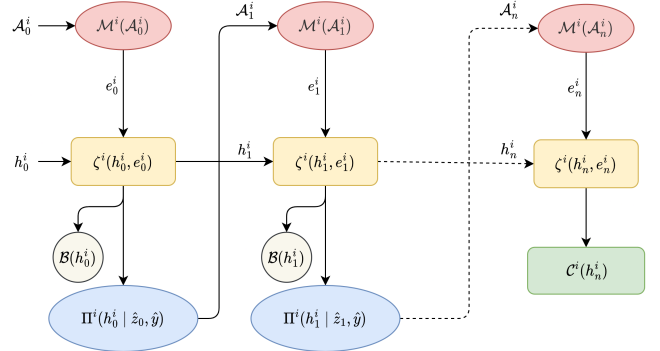 𝒜₀ⁱ
ℳⁱ(𝒜₀ⁱ)
𝒜₁ⁱ
ℳⁱ(𝒜₁ⁱ)
𝒜ₙⁱ
ℳⁱ(𝒜ₙⁱ)
e₀ⁱ
e₁ⁱ
eₙⁱ
h₀ⁱ
ζⁱ(h₀ⁱ, e₀ⁱ)
h₁ⁱ
ζⁱ(h₁ⁱ, e₁ⁱ)
hₙⁱ
ζⁱ(hₙⁱ, eₙⁱ)
ℬ(h₀ⁱ)
ℬ(h₁ⁱ)
𝒞ⁱ(hₙⁱ)
Πⁱ(h₀ⁱ | ẑ₀, ŷ)
Πⁱ(h₁ⁱ | ẑ₁, ŷ)